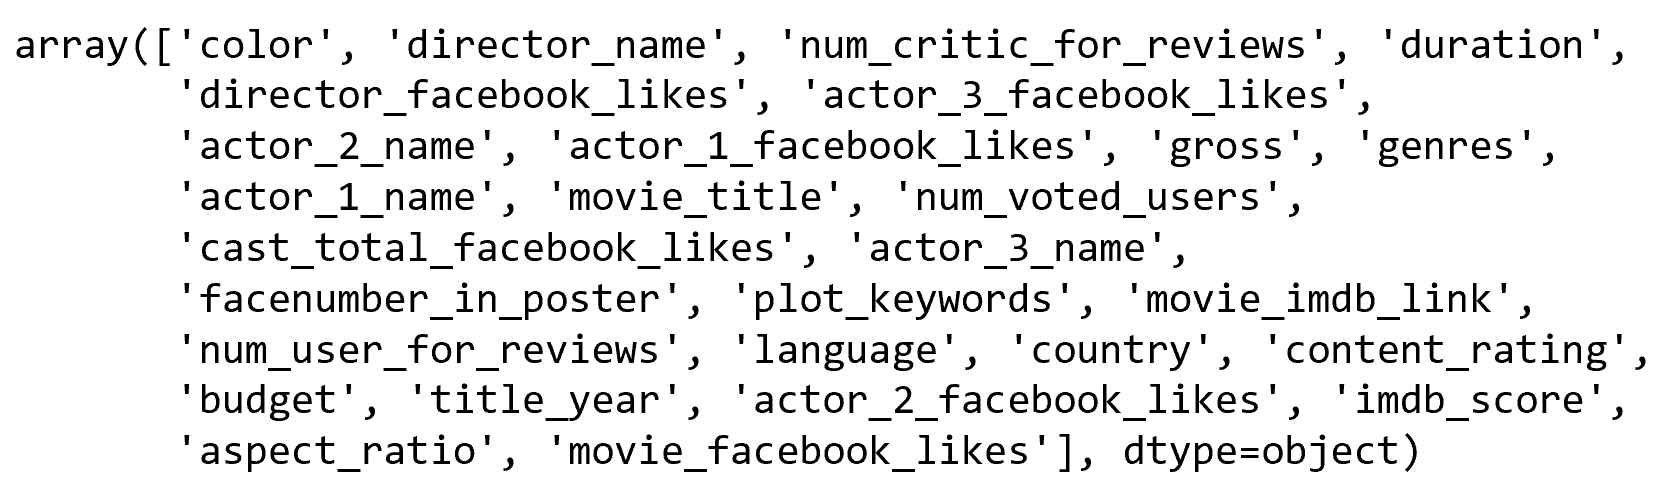 array(['color', 'director_name', 'num_critic_for_reviews', 'duration',
'director_facebook_likes', 'actor_3_facebook_likes',
'actor_2_name', 'actor_1_facebook_likes', 'gross', 'genres',
'actor_1_name', 'movie_title', 'num_voted_users',
'cast_total_facebook_likes', 'actor_3_name',
'facenumber_in_poster', 'plot_keywords', 'movie_imdb_link',
'num_user_for_reviews', 'language', 'country', 'content_rating',
'budget', 'title_year', 'actor_2_facebook_likes', 'imdb_score',
'aspect_ratio', 'movie_facebook_likes'], dtype=object)